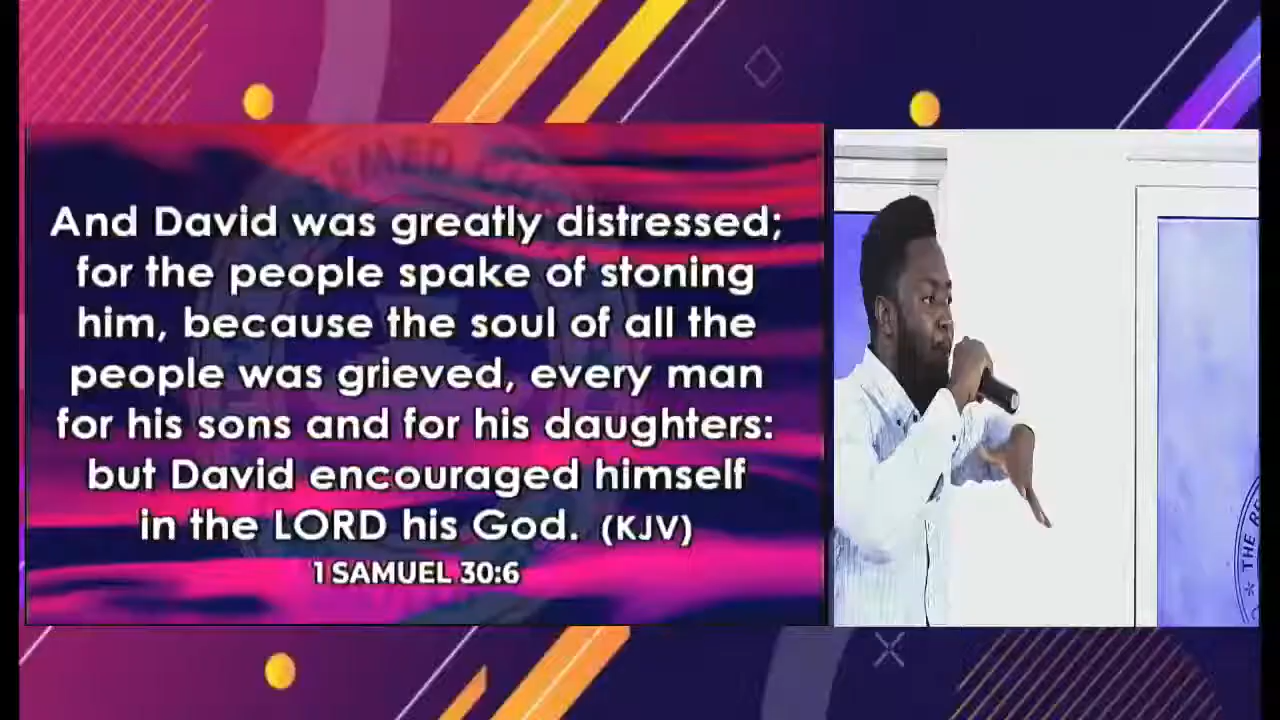 And David was greatly distressed;
for the people spake of stoning
him, because the soul of all the
people was grieved, every man
for his sons and for his daughters:
but David encouraged himself
in the LORD his God. (KJV)
1 SAMUEL 30:6
THE RE